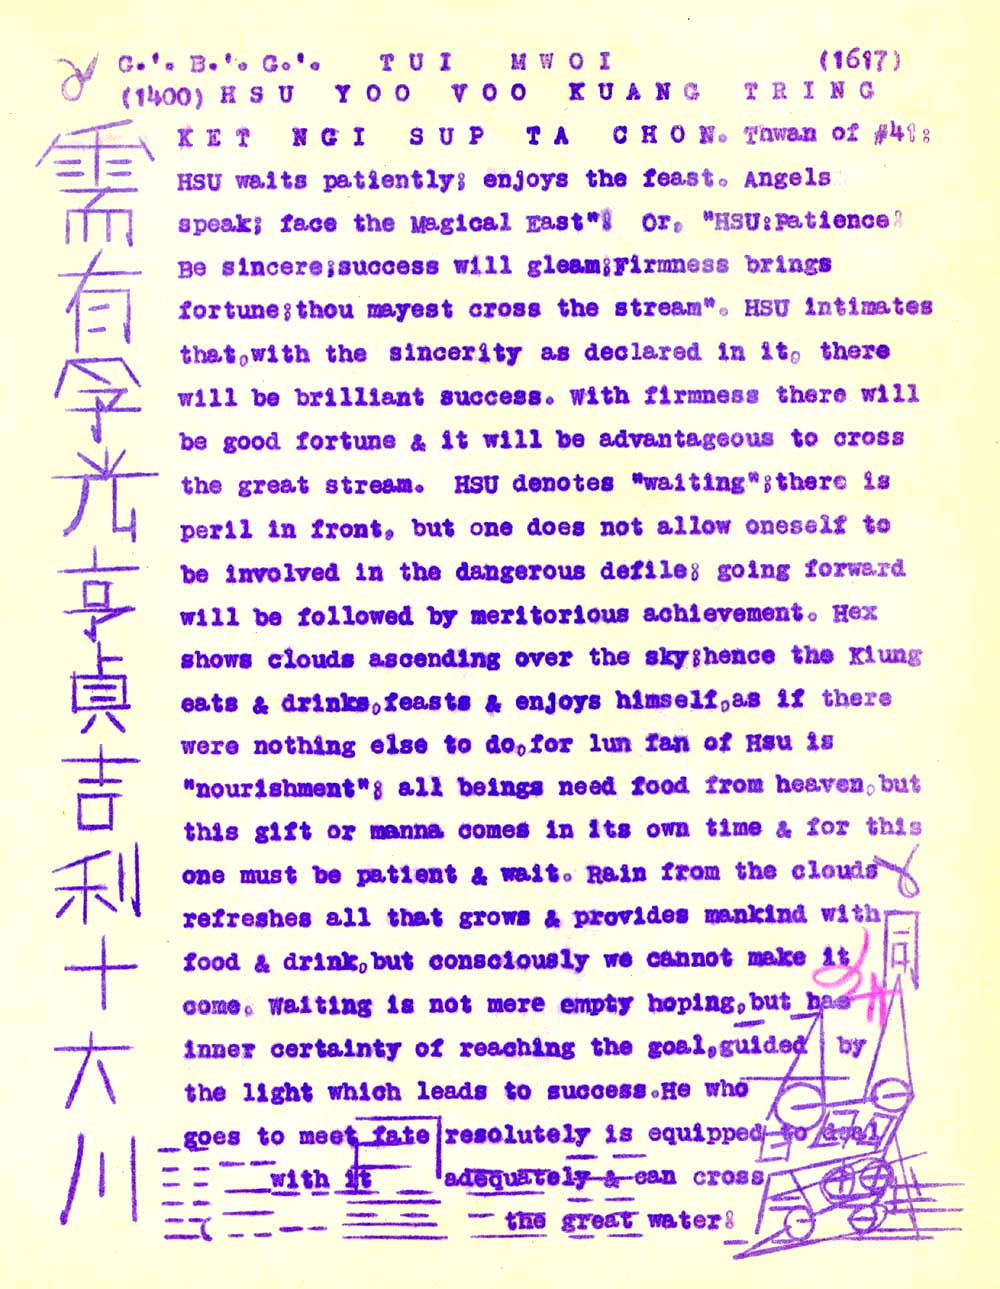 G.'. B.'. G.'. TUI MWOI (1697)
(1400) HSU YOO VOO KUANG TRING
KET NGI SUP TA CHON. Thwan of #41:
HSU waits patiently; enjoys the feast. Angels
speak; face the Magical East"! Or, "HSU:Patience!
Be sincere;success will gleam;Firmness brings
fortune;thou mayest cross the stream". HSU intimates
that,with the sincerity as declared in it, there
will be brilliant success. With firmness there will
be good fortune & it will be advantageous to cross
the great stream. HSU denotes "waiting";there is
peril in front, but one does not allow oneself to
be involved in the dangerous defile; going forward
will be followed by meritorious achievement. Hex
shows clouds ascending over the sky;hence the Kiung
eats & drinks,feasts & enjoys himself,as if there
were nothing else to do,for lun fan of Hsu is
"nourishment"; all beings need food from heaven,but
this gift or manna comes in its own time & for this
one must be patient & wait. Rain from the clouds
refreshes all that grows & provides mankind with
food & drink,but consciously we cannot make it
come. Waiting is not mere empty hoping,but has
inner certainty of reaching the goal,guided by
the light which leads to success.He who
goes to meet fate resolutely is equipped to deal
with it adequately & can cross
the great water:
需
有
孚
光
亨
貞
吉
利
十
六
川